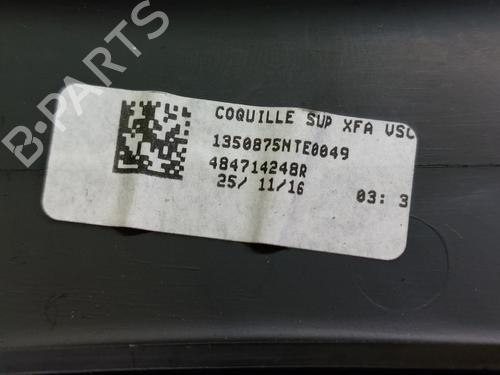 B-PARTS
COQUILLE SUP XFA VSC
1350875NTE0049
484714248R
25/ 11/16
03: 3